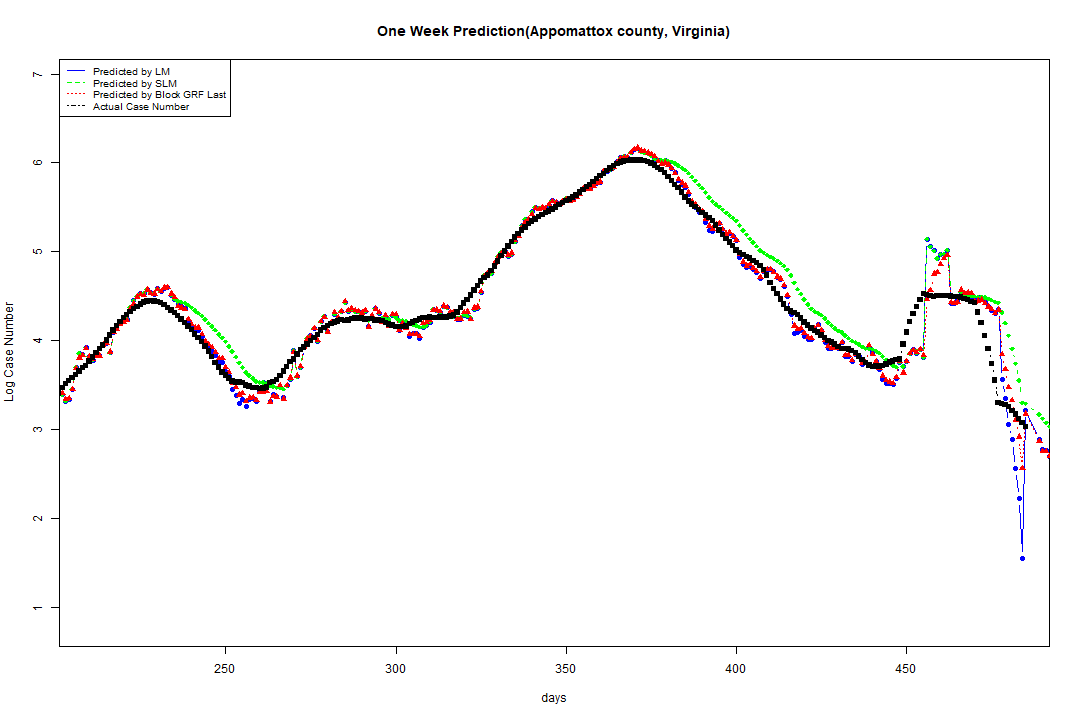 One Week Prediction(Appomattox county, Virginia)
Predicted by LM
Predicted by SLM
Predicted by Block GRF Last
Actual Case Number
7
6
5
4
3
2
1
Log Case Number
250 300 350 400 450
days